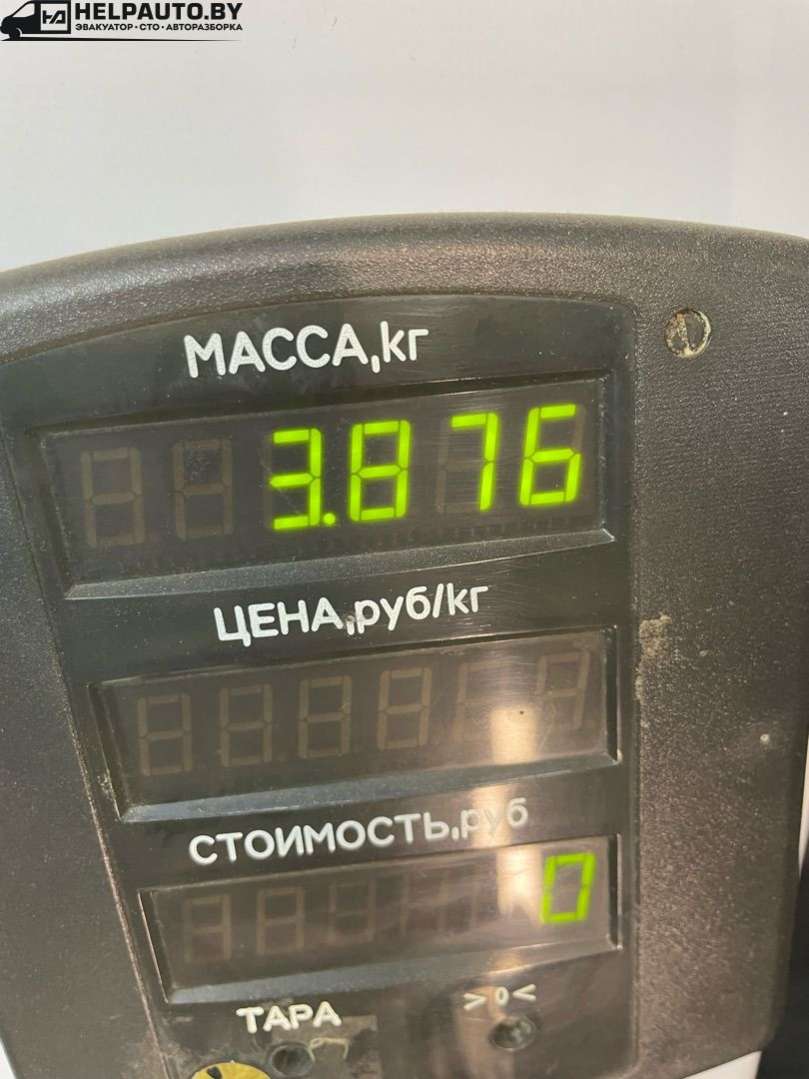 HELPAUTO.BY
ЭВАКУАТОР•СТО•АВТОРАЗБОРКА
МАССА,кг
3.876
ЦЕНА,руб/кг
СТОИМОСТЬ,руб
0
ТАРА >0<